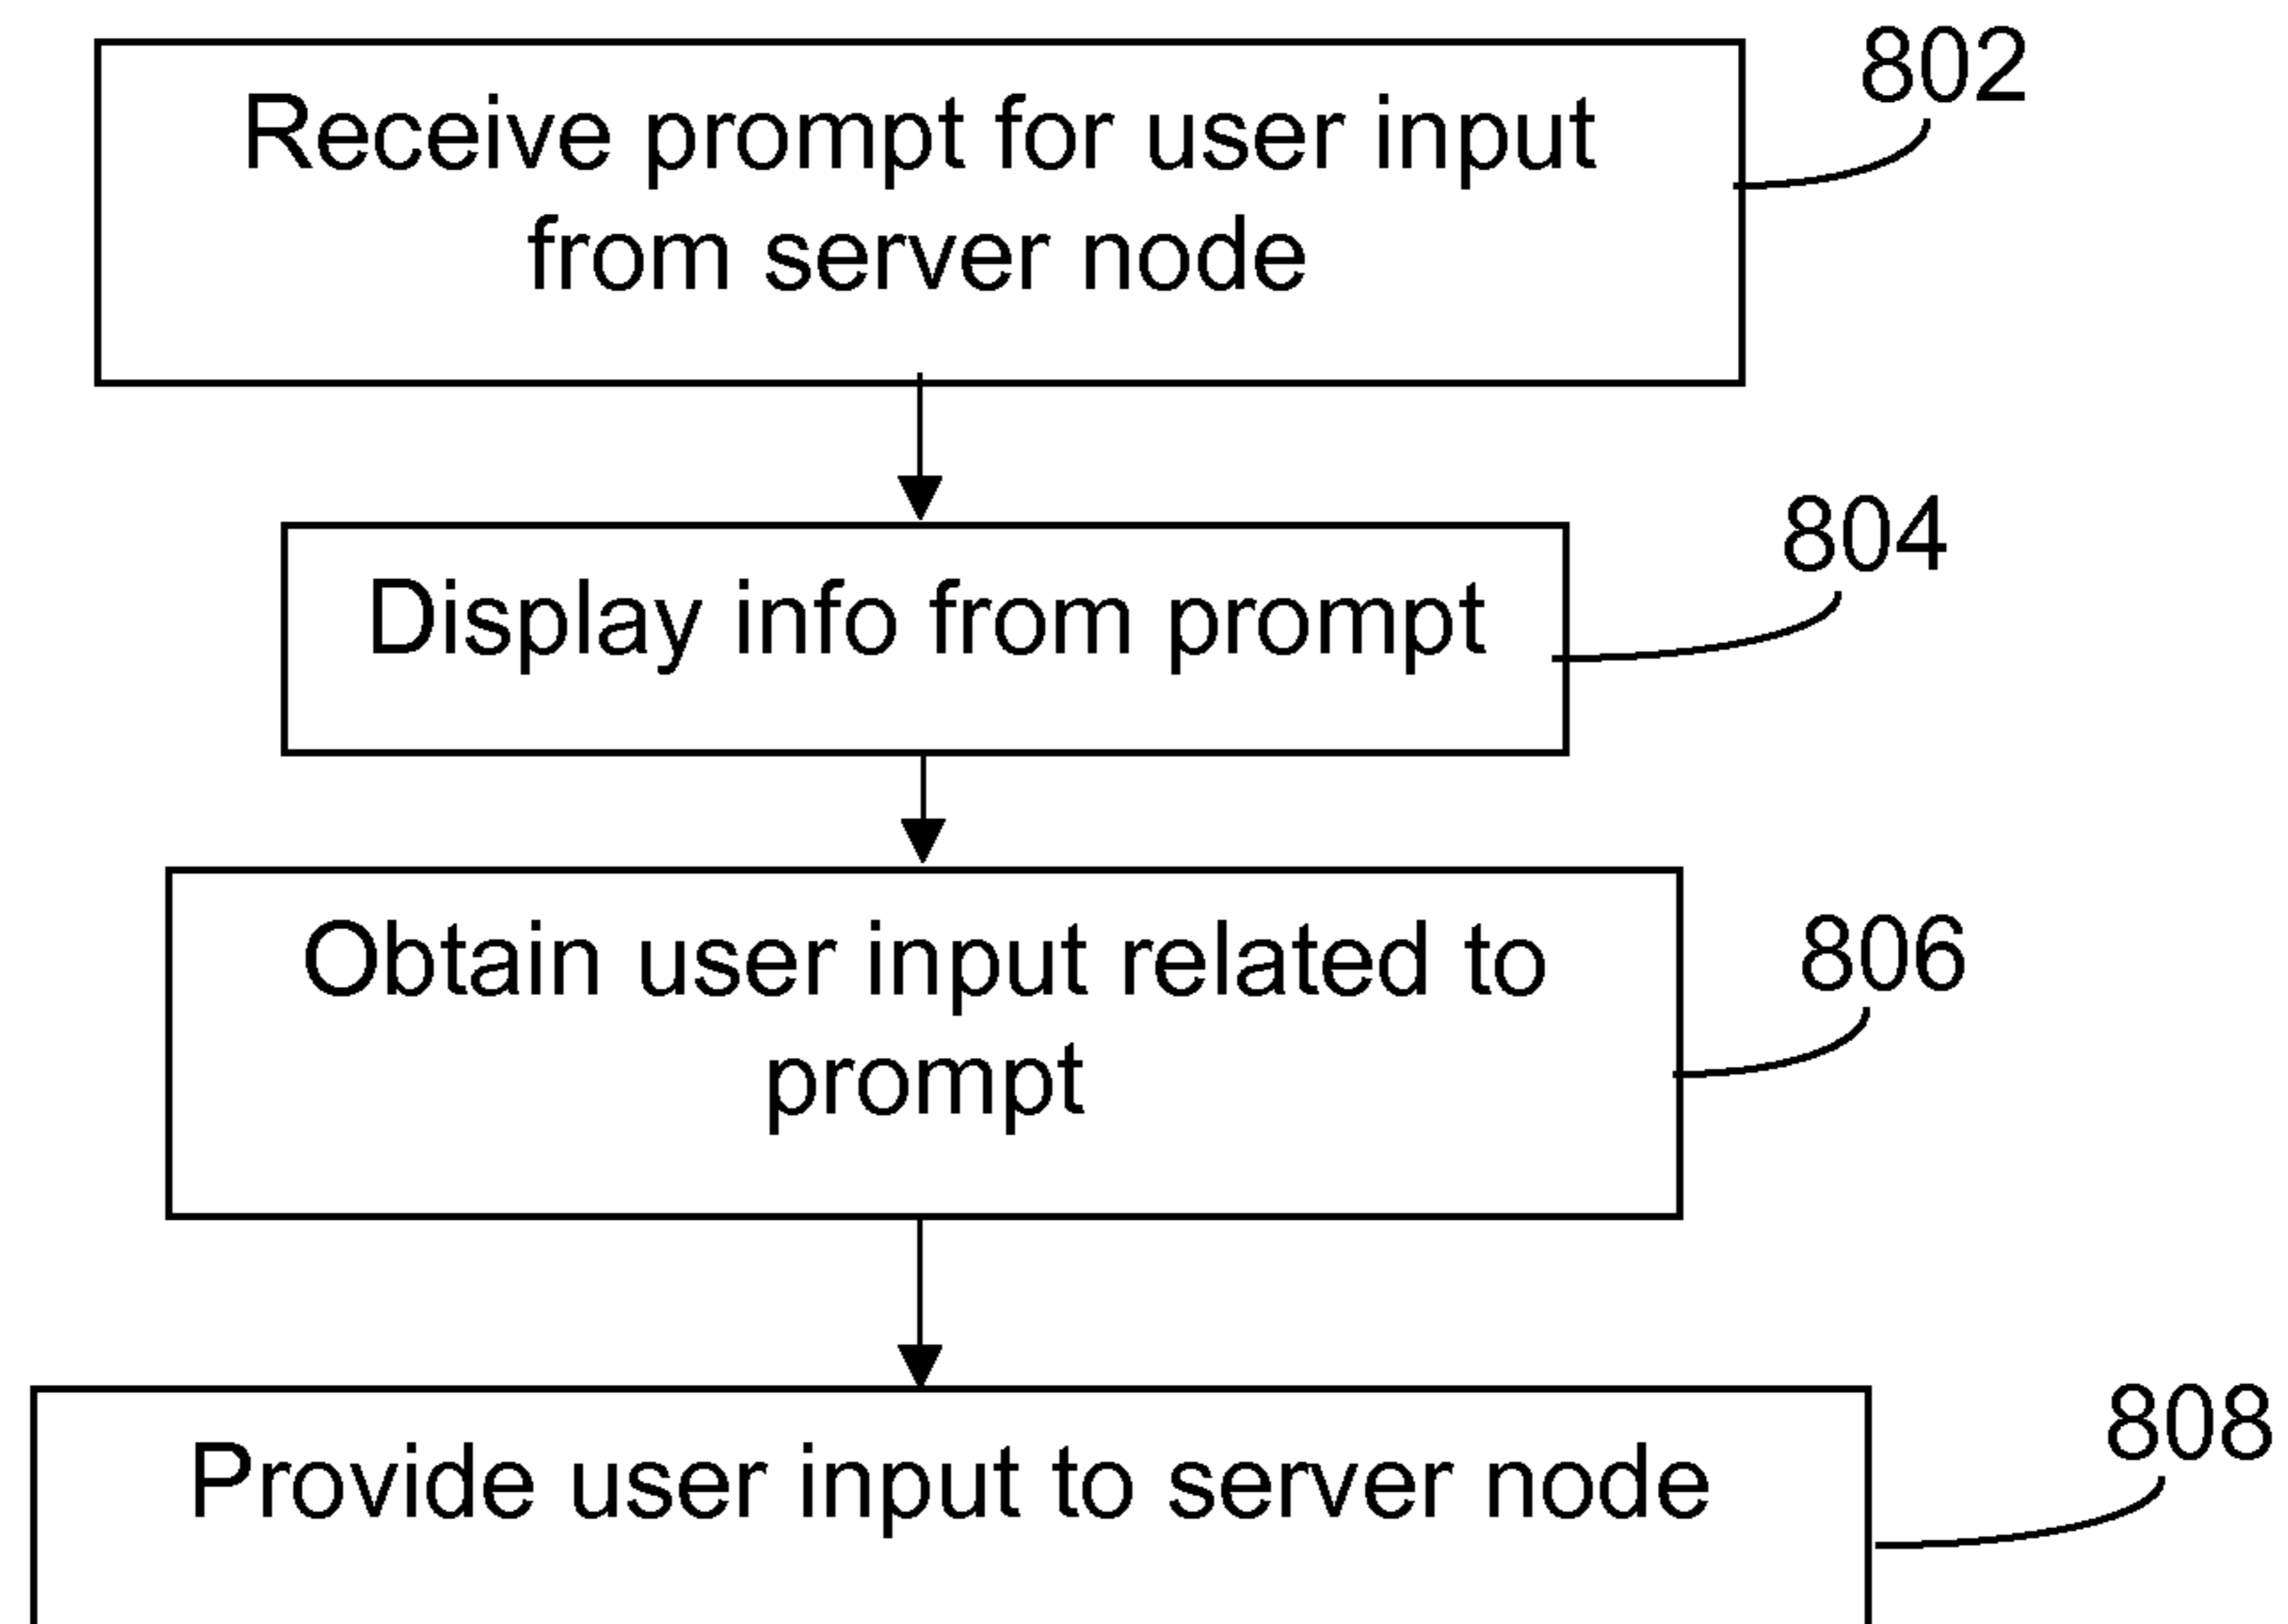 802
Receive prompt for user input
from server node
804
Display info from prompt
806
Obtain user input related to
prompt
808
Provide user input to server node